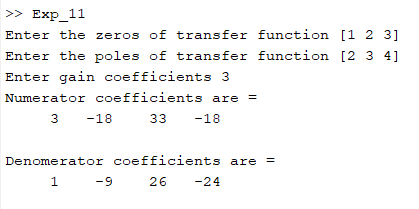 >> Exp_11
Enter the zeros of transfer function [1 2 3]
Enter the poles of transfer function [2 3 4]
Enter gain coefficients 3
Numerator coefficients are =
3 -18 33 -18
Denomerator coefficients are =
1 -9 26 -24